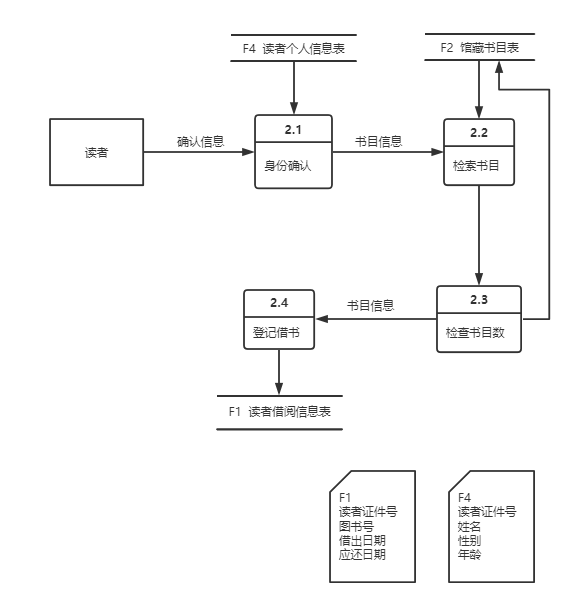 F4 读者个人信息表
F2 馆藏书目表
读者
确认信息
2.1
身份确认
书目信息
2.2
检索书目
2.4
登记借书
书目信息
2.3
检查书目数
F1 读者借阅信息表
F1
读者证件号
图书号
借出日期
应还日期
F4
读者证件号
姓名
性别
年龄